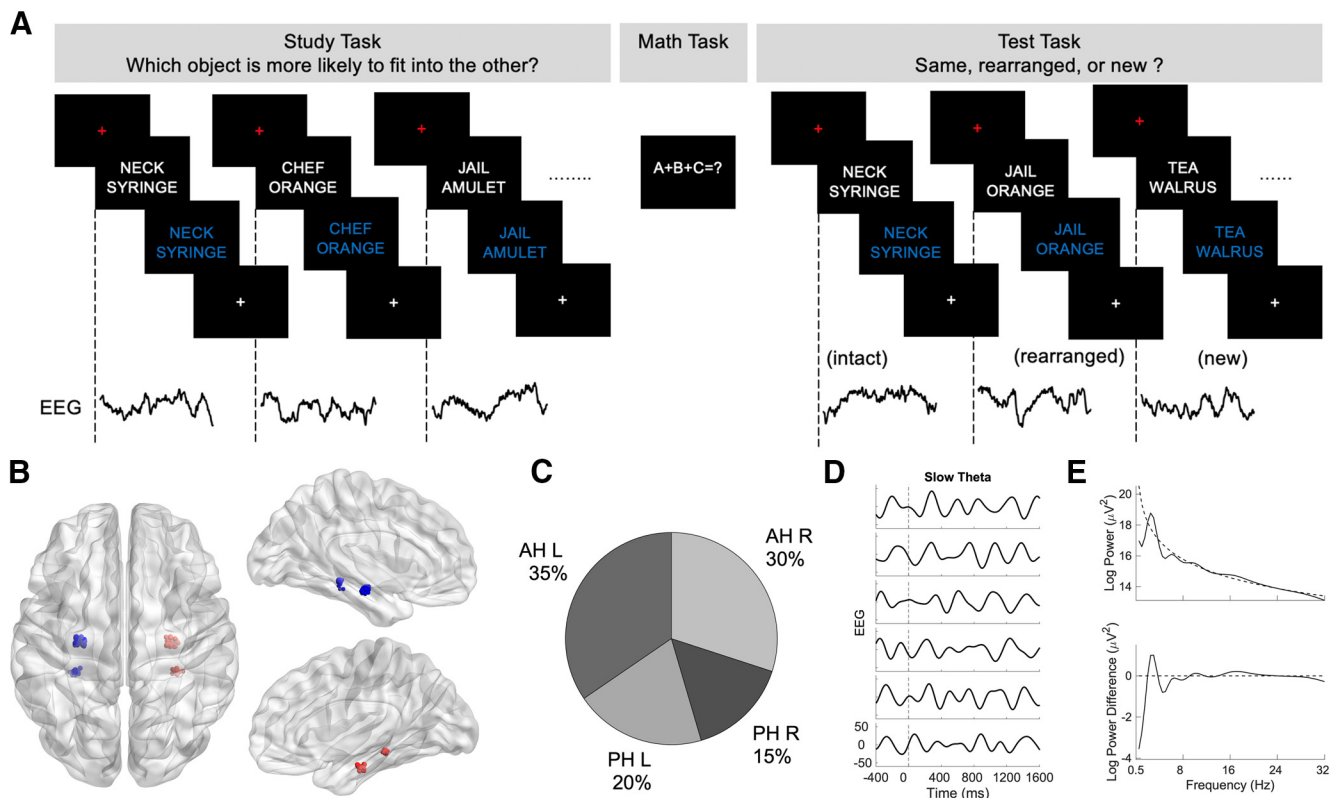 A
Study Task
Which object is more likely to fit into the other?
Math Task
Test Task
Same, rearranged, or new ?
+
+
+
NECK
SYRINGE
CHEF
ORANGE
JAIL
AMULET
........
NECK
SYRINGE
CHEF
ORANGE
JAIL
AMULET
+
+
+
A+B+C=?
+
+
+
NECK
SYRINGE
JAIL
ORANGE
TEA
WALRUS
......
NECK
SYRINGE
JAIL
ORANGE
TEA
WALRUS
+
+
+
(intact)
(rearranged)
(new)
EEG
B
C
AH L
35%
AH R
30%
PH L
20%
PH R
15%
D
Slow Theta
EEG
50
0
-50
-400
0
400
800
1200
1600
Time (ms)
E
Log Power (μV²)
20
18
16
14
Log Power Difference (μV²)
0
-2
-4
0.5
8
16
24
32
Frequency (Hz)